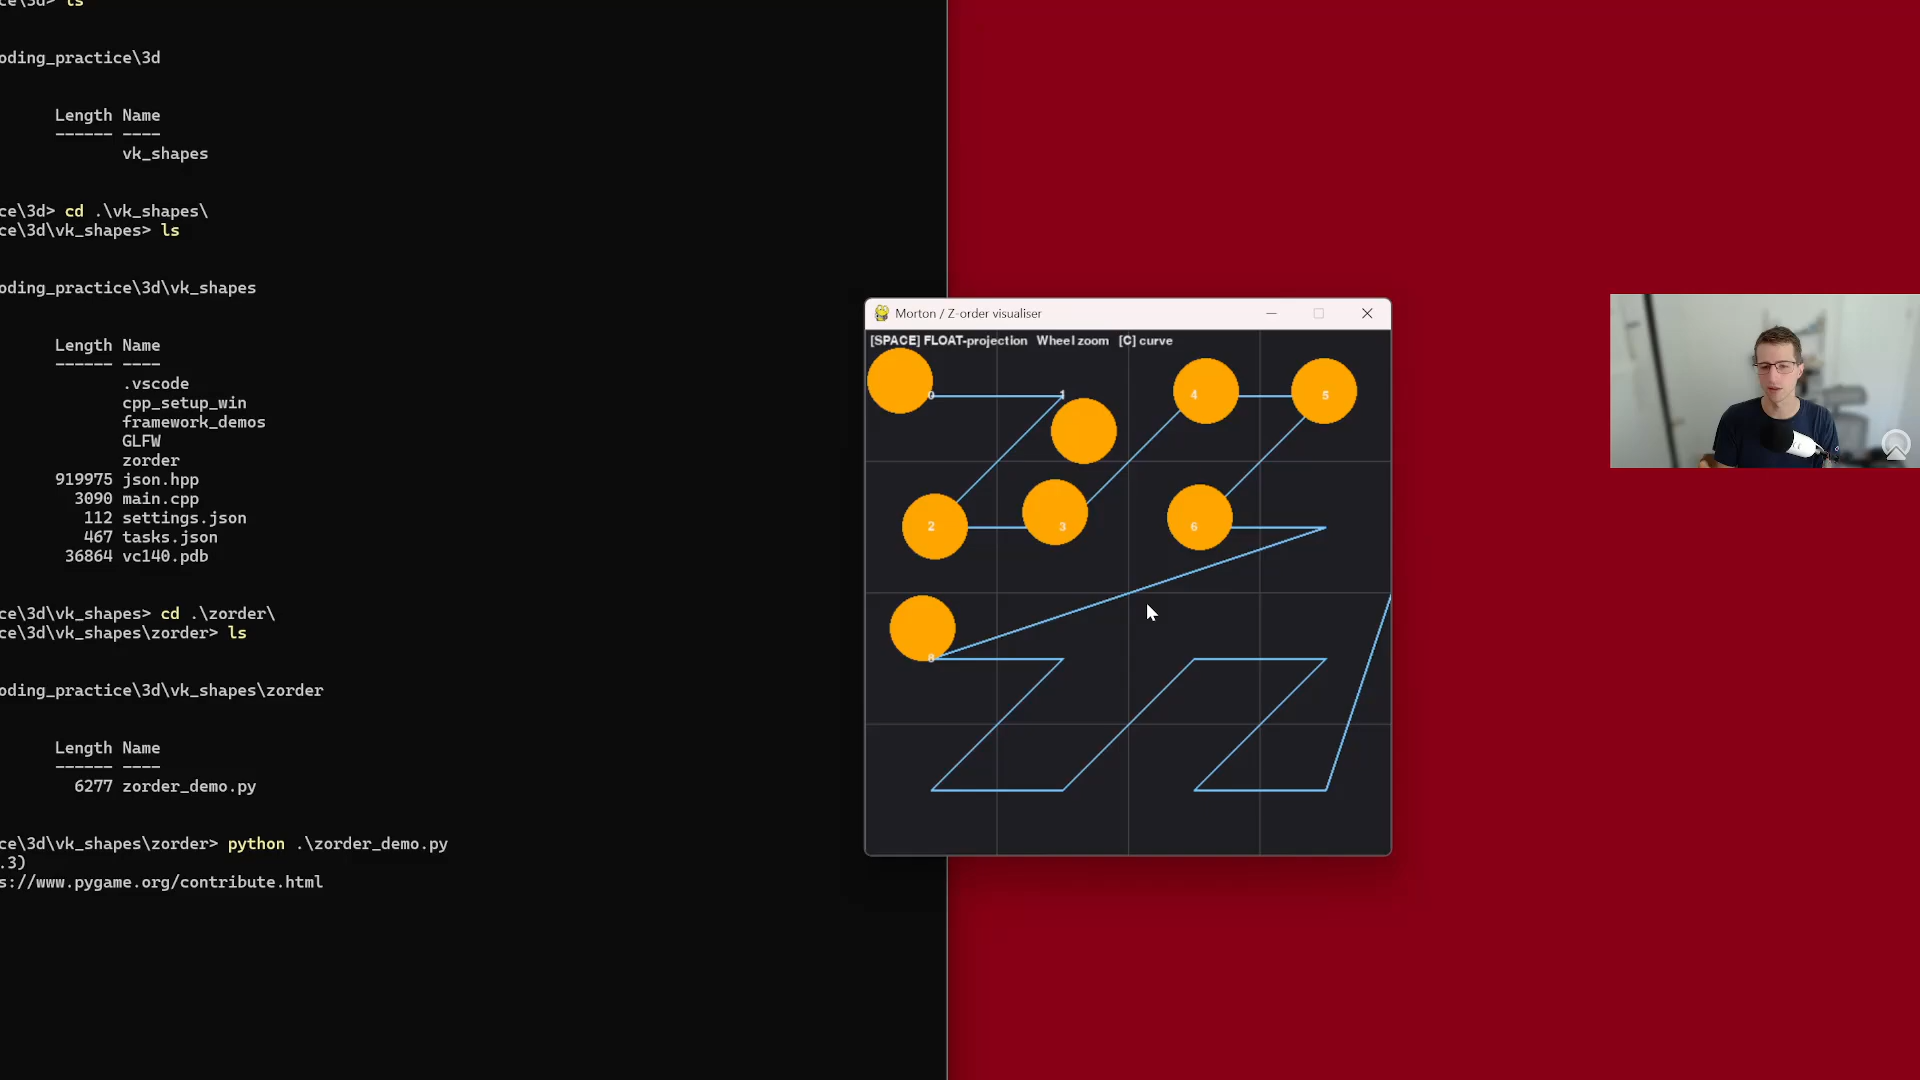 ce\3d> ls
oding_practice\3d
Length Name
------ ----
vk_shapes
ce\3d> cd .\vk_shapes\
ce\3d\vk_shapes> ls
oding_practice\3d\vk_shapes
Length Name
------ ----
.vscode
cpp_setup_win
framework_demos
GLFW
zorder
919975 json.hpp
3090 main.cpp
112 settings.json
467 tasks.json
36864 vc140.pdb
ce\3d\vk_shapes> cd .\zorder\
ce\3d\vk_shapes\zorder> ls
oding_practice\3d\vk_shapes\zorder
Length Name
------ ----
6277 zorder_demo.py
ce\3d\vk_shapes\zorder> python .\zorder_demo.py
.3)
s://www.pygame.org/contribute.html
Morton / Z-order visualiser
[SPACE] FLOAT-projection Wheel zoom [C] curve
0 1 4 5
2 3 6
8